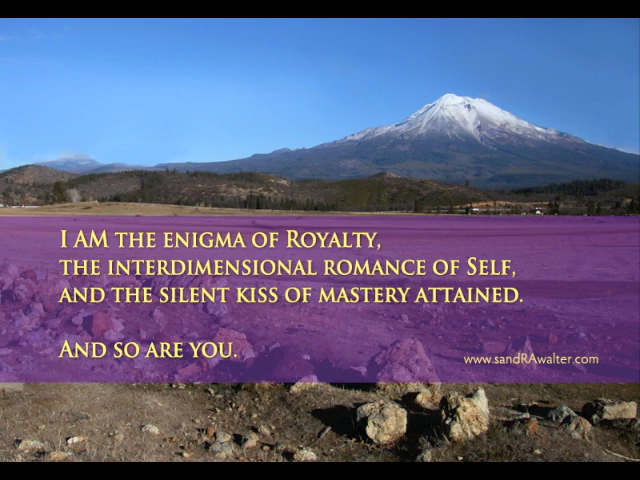 I AM THE ENIGMA OF ROYALTY,
THE INTERDIMENSIONAL ROMANCE OF SELF,
AND THE SILENT KISS OF MASTERY ATTAINED.
AND SO ARE YOU.
www.sandRAwalter.com